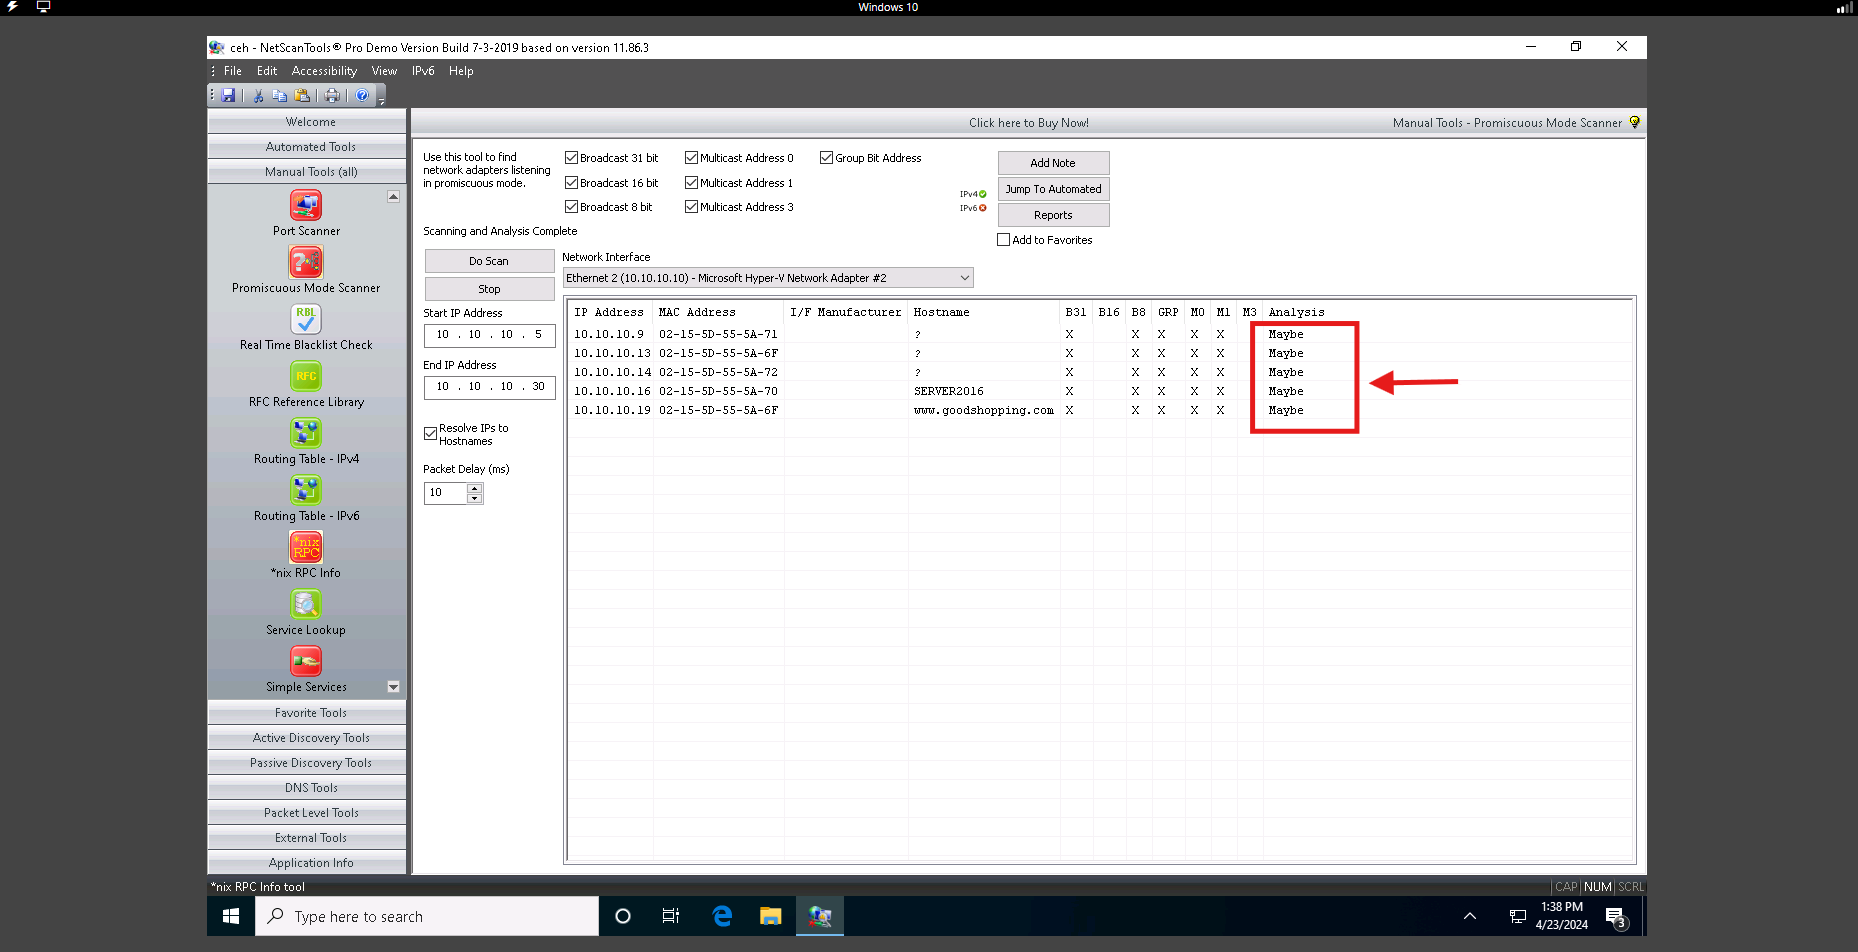 Windows 10
ceh - NetScanTools® Pro Demo Version Build 7-3-2019 based on version 11.86.3
File Edit Accessibility View IPv6 Help
Welcome
Automated Tools
Manual Tools (all)
Port Scanner
Promiscuous Mode Scanner
RBL
Real Time Blacklist Check
RFC
RFC Reference Library
Routing Table - IPv4
Routing Table - IPv6
*nix
RPC
*nix RPC Info
Service Lookup
Simple Services
Favorite Tools
Active Discovery Tools
Passive Discovery Tools
DNS Tools
Packet Level Tools
External Tools
Application Info
Click here to Buy Now!
Manual Tools - Promiscuous Mode Scanner
Use this tool to find
network adapters listening
in promiscuous mode.
Broadcast 31 bit Multicast Address 0 Group Bit Address
Broadcast 16 bit Multicast Address 1
Broadcast 8 bit Multicast Address 3
IPv4
IPv6
Add Note
Jump To Automated
Reports
Add to Favorites
Scanning and Analysis Complete
Do Scan
Stop
Start IP Address
10 . 10 . 10 . 5
End IP Address
10 . 10 . 10 . 30
Resolve IPs to
Hostnames
Packet Delay (ms)
10
Network Interface
Ethernet 2 (10.10.10.10) - Microsoft Hyper-V Network Adapter #2
IP Address MAC Address I/F Manufacturer Hostname B31 B16 B8 GRP M0 M1 M3 Analysis
10.10.10.9 02-15-5D-55-5A-71 ? X X X X X Maybe
10.10.10.13 02-15-5D-55-5A-6F ? X X X X X Maybe
10.10.10.14 02-15-5D-55-5A-72 ? X X X X X Maybe
10.10.10.16 02-15-5D-55-5A-70 SERVER2016 X X X X X Maybe
10.10.10.19 02-15-5D-55-5A-6F www.goodshopping.com X X X X X Maybe
*nix RPC Info tool
CAP NUM SCRL
Type here to search
1:38 PM
4/23/2024
3